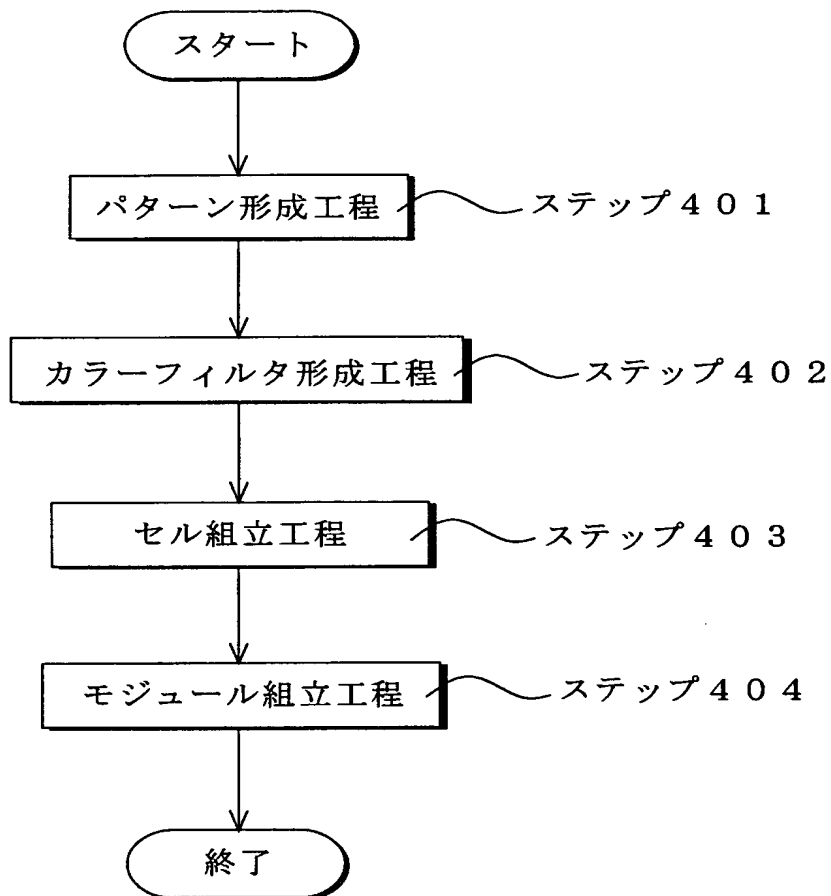 スタート
パターン形成工程 ステップ４０１
カラーフィルタ形成工程 ステップ４０２
セル組立工程 ステップ４０３
モジュール組立工程 ステップ４０４
終了